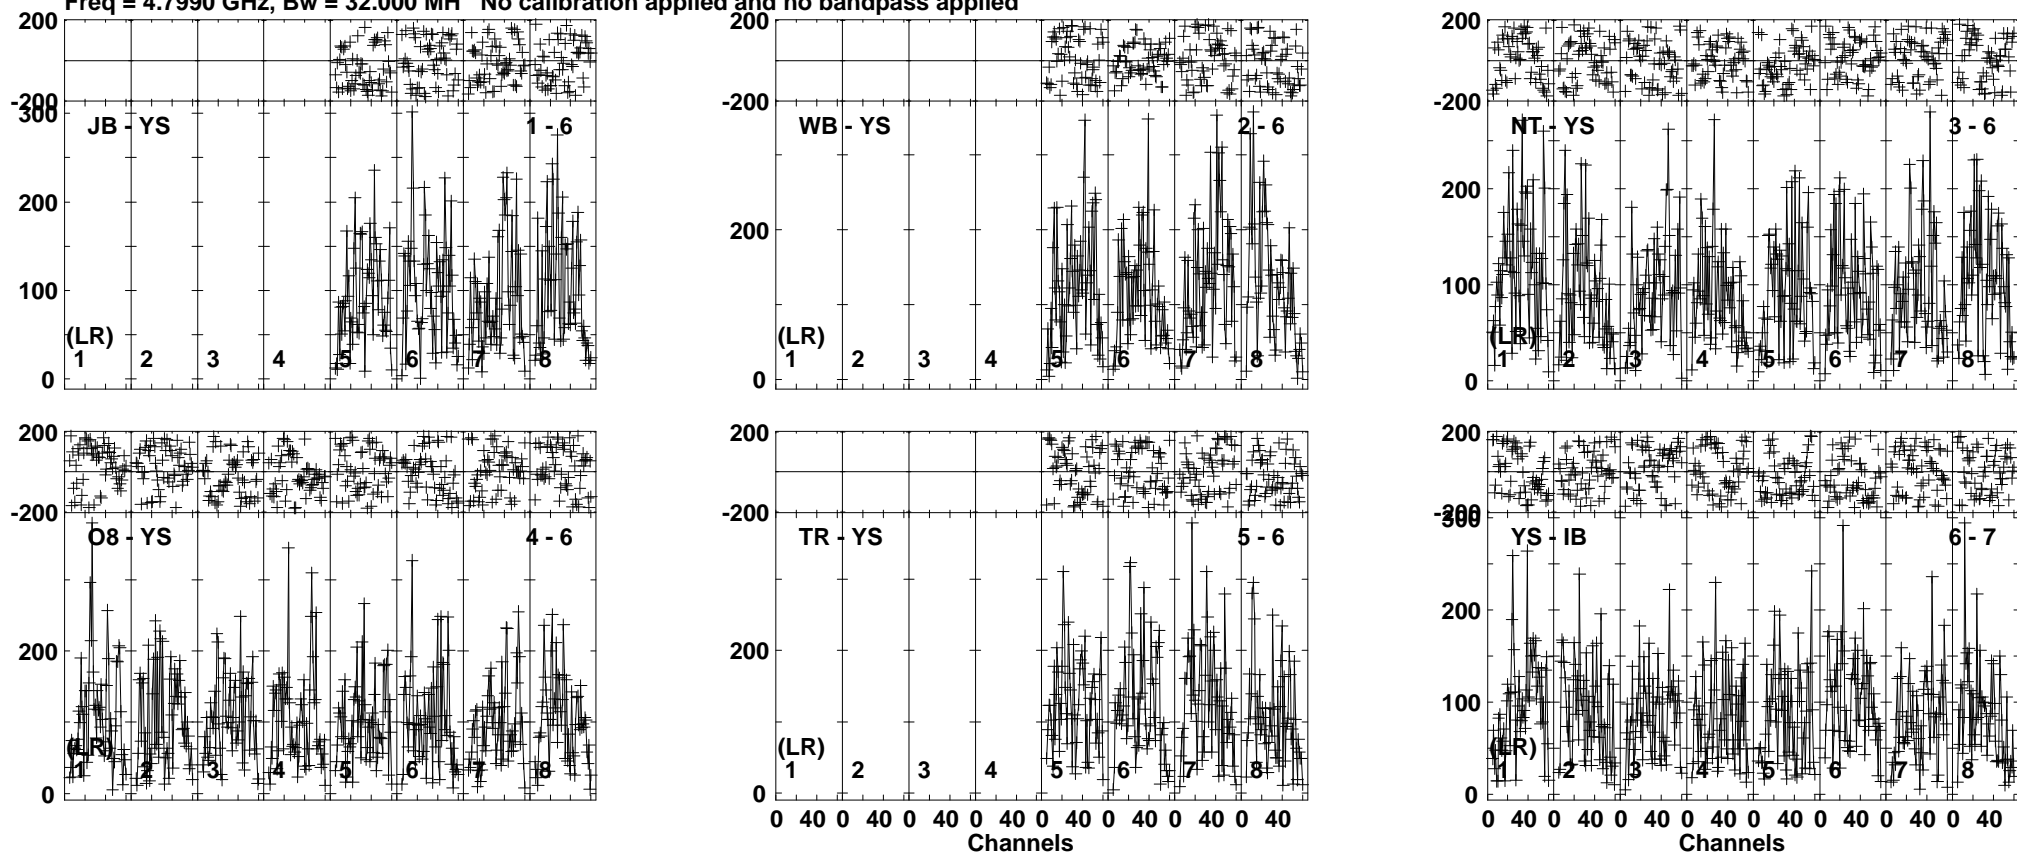 Freq = 4.7990 GHz, Bw = 32.000 MH No calibration applied and no bandpass applied
200
-200
300
200
100
0
JB - YS
1 - 6
(LR)
1 2 3 4 5 6 7 8
200
-200
200
0
WB - YS
2 - 6
(LR)
1 2 3 4 5 6 7 8
200
-200
200
100
0
NT - YS
3 - 6
(LR)
1 2 3 4 5 6 7 8
200
-200
200
0
O8 - YS
4 - 6
(LR)
1 2 3 4 5 6 7 8
200
-200
200
0
TR - YS
5 - 6
(LR)
1 2 3 4 5 6 7 8
0 40 0 40 0 40 0 40 0 40 0 40 0 40 0 40
Channels
200
-200
300
200
100
0
YS - IB
6 - 7
(LR)
1 2 3 4 5 6 7 8
0 40 0 40 0 40 0 40 0 40 0 40 0 40 0 40
Channels